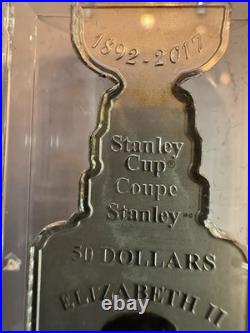 1892-2017
Stanley
Cup®
Coupe
Stanley™
50 DOLLARS
ELIZABETH II